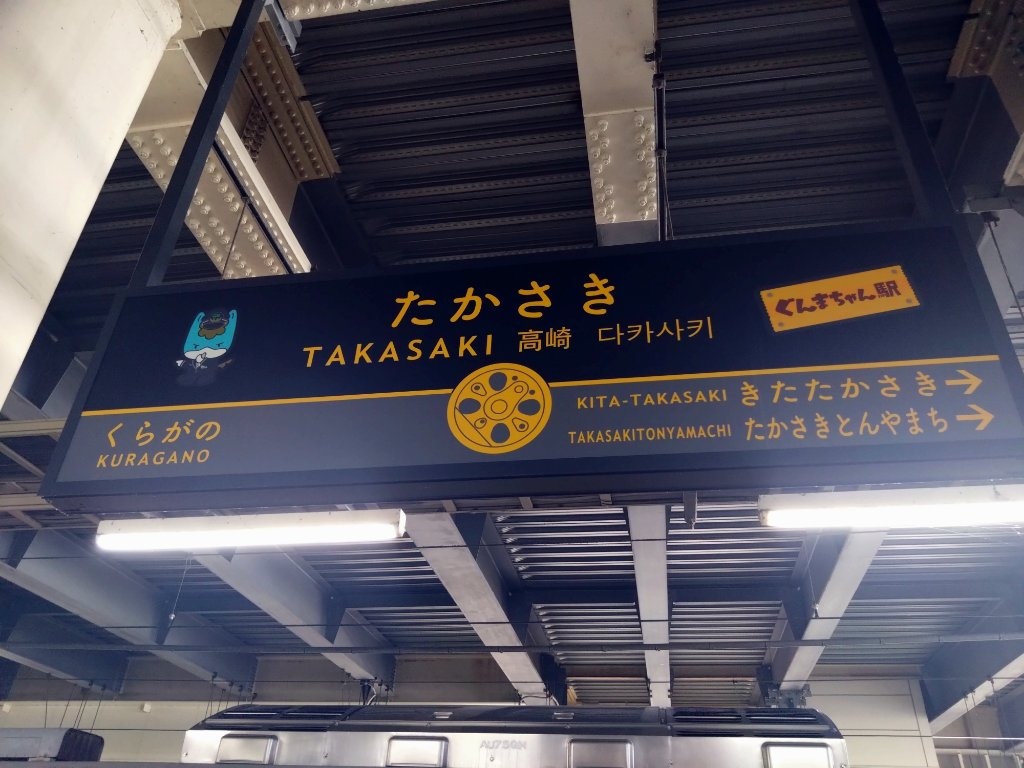 たかさき
TAKASAKI 高崎 다카사키
ぐんまちゃん駅
くらがの
KURAGANO
KITA-TAKASAKI きたたかさき→
TAKASAKITONYAMACHI たかさきとんやまち→